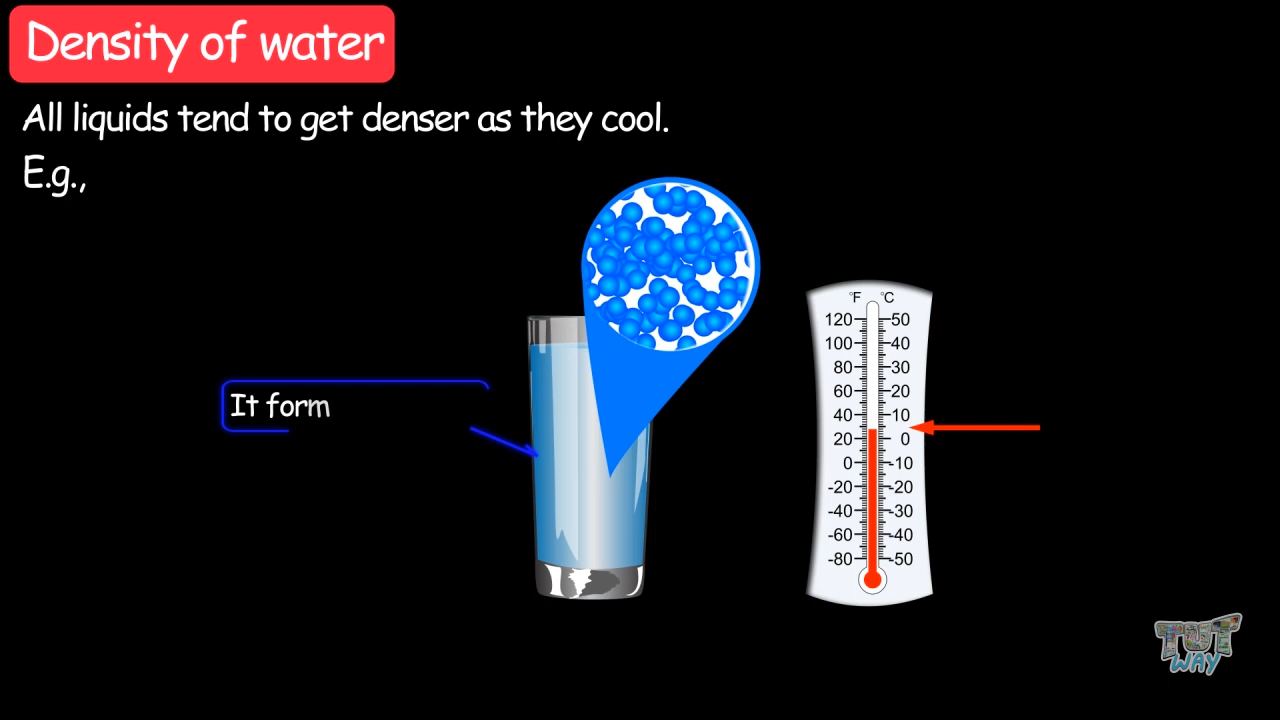 Density of water
All liquids tend to get denser as they cool.
E.g.,
It form
°F °C
120 50
100 40
80 30
60 20
40 10
20 0
0 -10
-20 -20
-40 -30
-60 -40
-80 -50
TUT
WAY